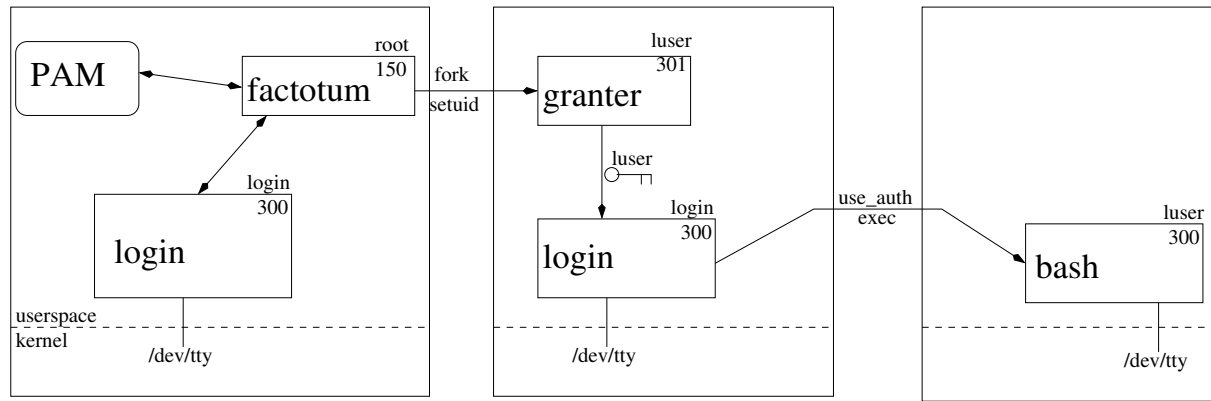 root
150
PAM
factotum
login
300
login
userspace
kernel
/dev/tty
fork
setuid
luser
301
granter
luser
login
300
login
/dev/tty
use_auth
exec
luser
300
bash
/dev/tty